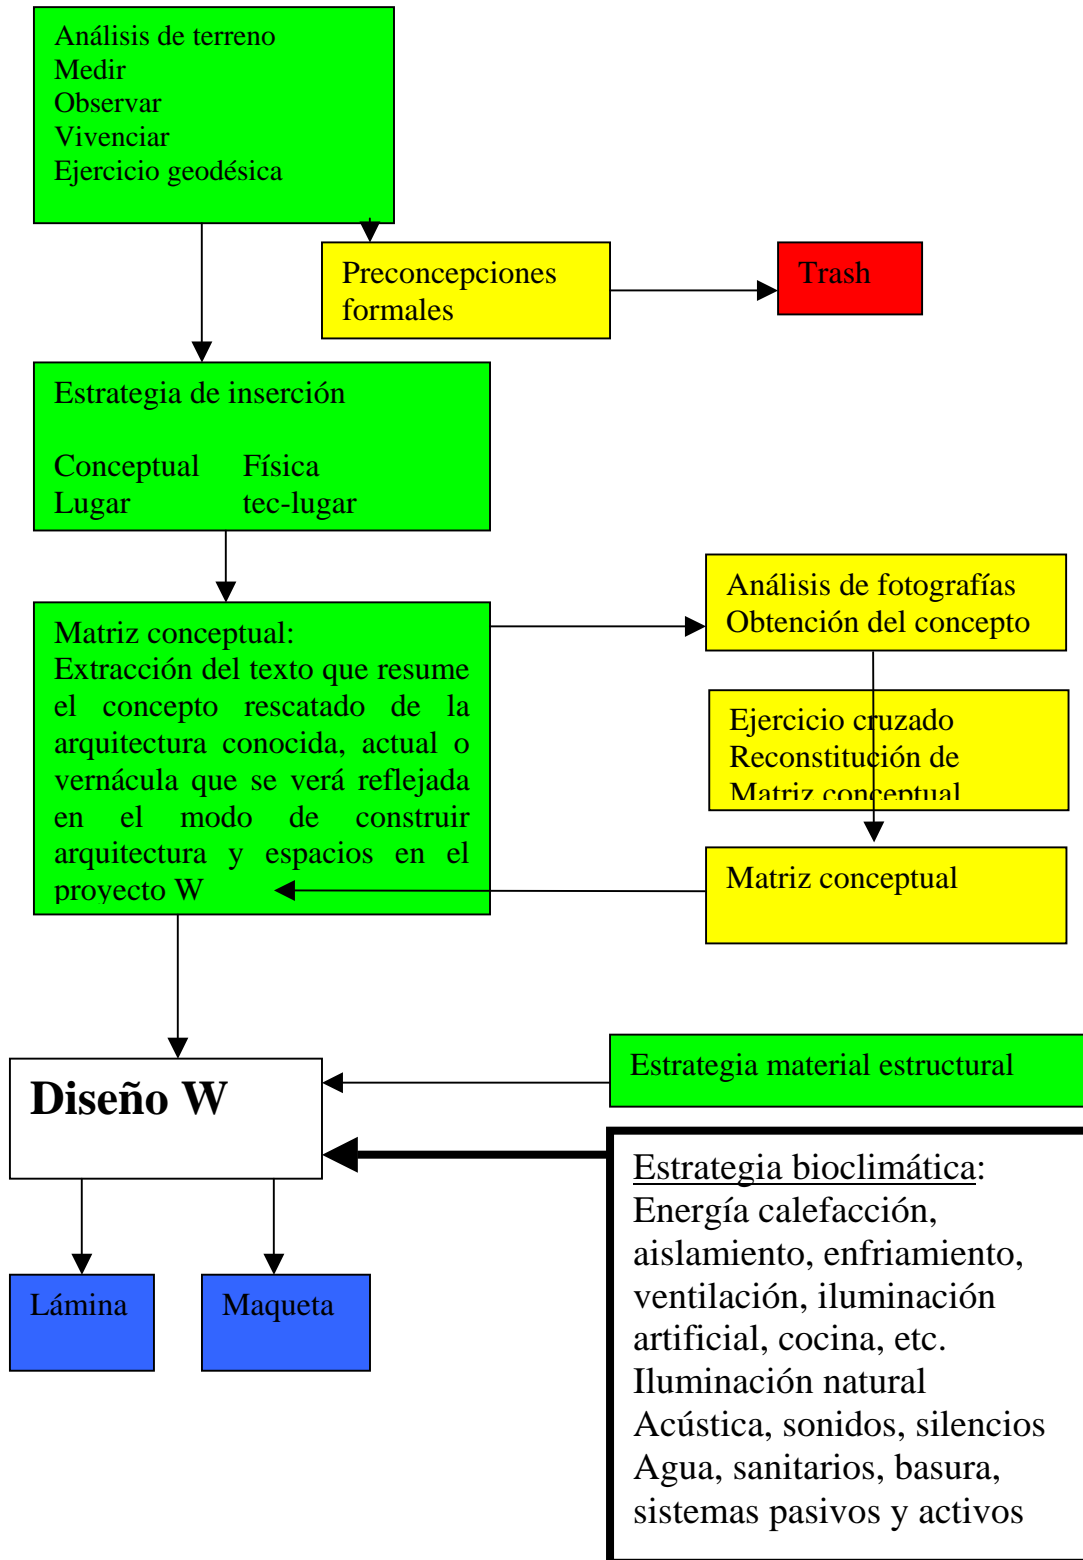 Análisis de terreno
Medir
Observar
Vivenciar
Ejercicio geodésica
Preconcepciones
formales
Trash
Estrategia de inserción
Conceptual Física
Lugar tec-lugar
Matriz conceptual:
Extracción del texto que resume
el concepto rescatado de la
arquitectura conocida, actual o
vernácula que se verá reflejada
en el modo de construir
arquitectura y espacios en el
proyecto W
Análisis de fotografías
Obtención del concepto
Ejercicio cruzado
Reconstitución de
Matriz conceptual
Matriz conceptual
Diseño W
Estrategia material estructural
Estrategia bioclimática:
Energía calefacción,
aislamiento, enfriamiento,
ventilación, iluminación
artificial, cocina, etc.
Iluminación natural
Acústica, sonidos, silencios
Agua, sanitarios, basura,
sistemas pasivos y activos
Lámina
Maqueta